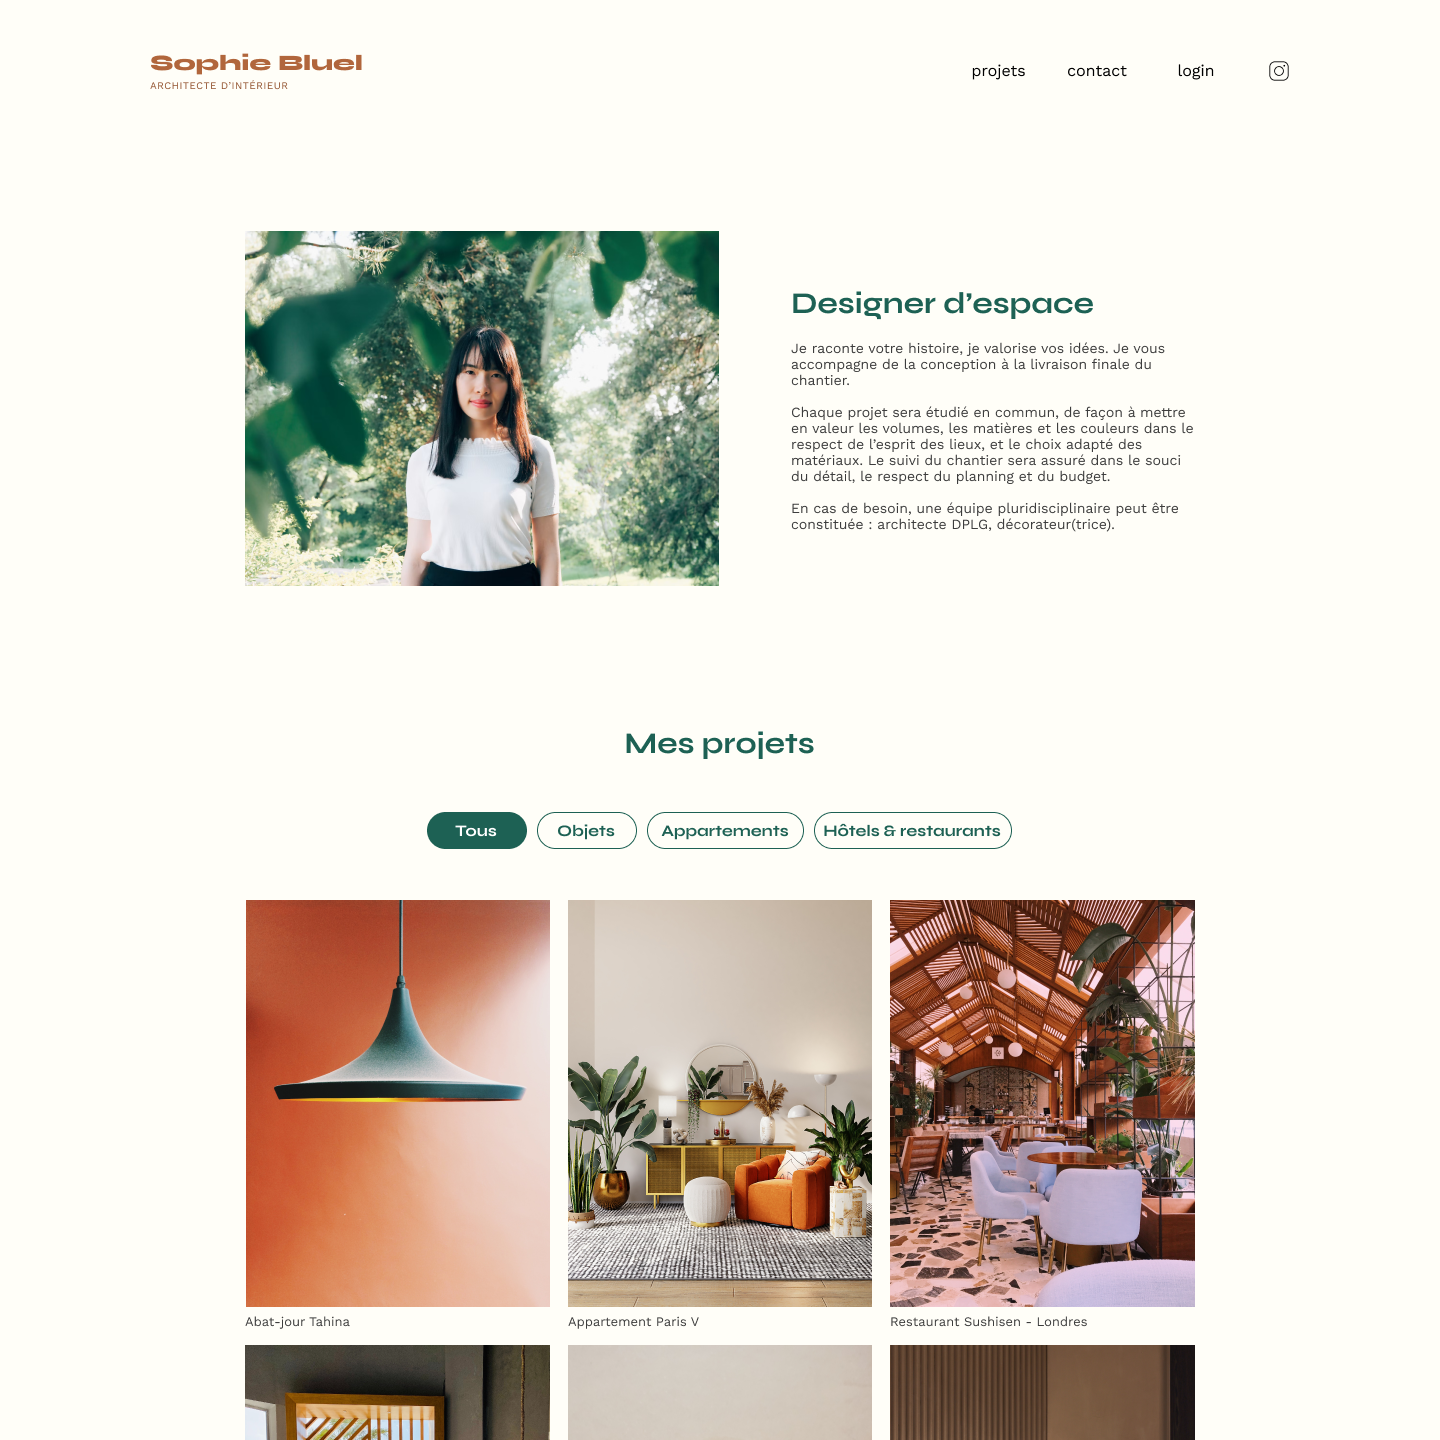 Sophie Bluel
ARCHITECTE D’INTÉRIEUR
projets contact login
Designer d’espace
Je raconte votre histoire, je valorise vos idées. Je vous
accompagne de la conception à la livraison finale du
chantier.
Chaque projet sera étudié en commun, de façon à mettre
en valeur les volumes, les matières et les couleurs dans le
respect de l’esprit des lieux, et le choix adapté des
matériaux. Le suivi du chantier sera assuré dans le souci
du détail, le respect du planning et du budget.
En cas de besoin, une équipe pluridisciplinaire peut être
constituée : architecte DPLG, décorateur(trice).
Mes projets
Tous Objets Appartements Hôtels & restaurants
Abat-jour Tahina
Appartement Paris V
Restaurant Sushisen - Londres